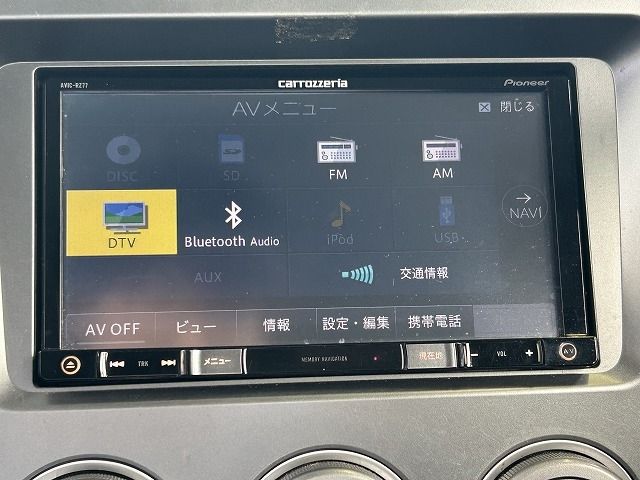 AVIC-RZ77
carrozzeria
Pioneer
AVメニュー
閉じる
DISC
SD
FM
AM
DTV
Bluetooth Audio
iPod
USB
NAVI
AUX
交通情報
AV OFF
ビュー
情報
設定・編集
携帯電話
TRK
メニュー
MEMORY NAVIGATION
現在地
− VOL +
AV